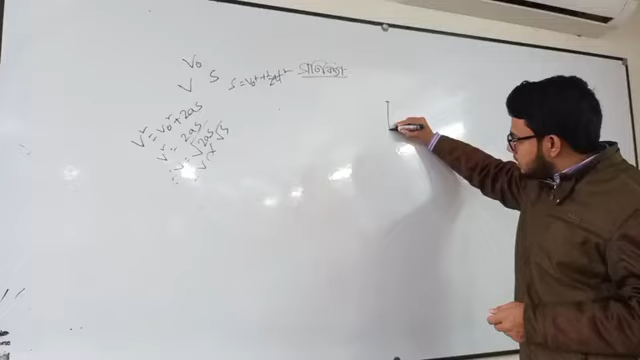 V₀
V S
S=V₀t+½at²
V²=V₀²+2as
V²=2as
∴ V=√2as
V∝√s